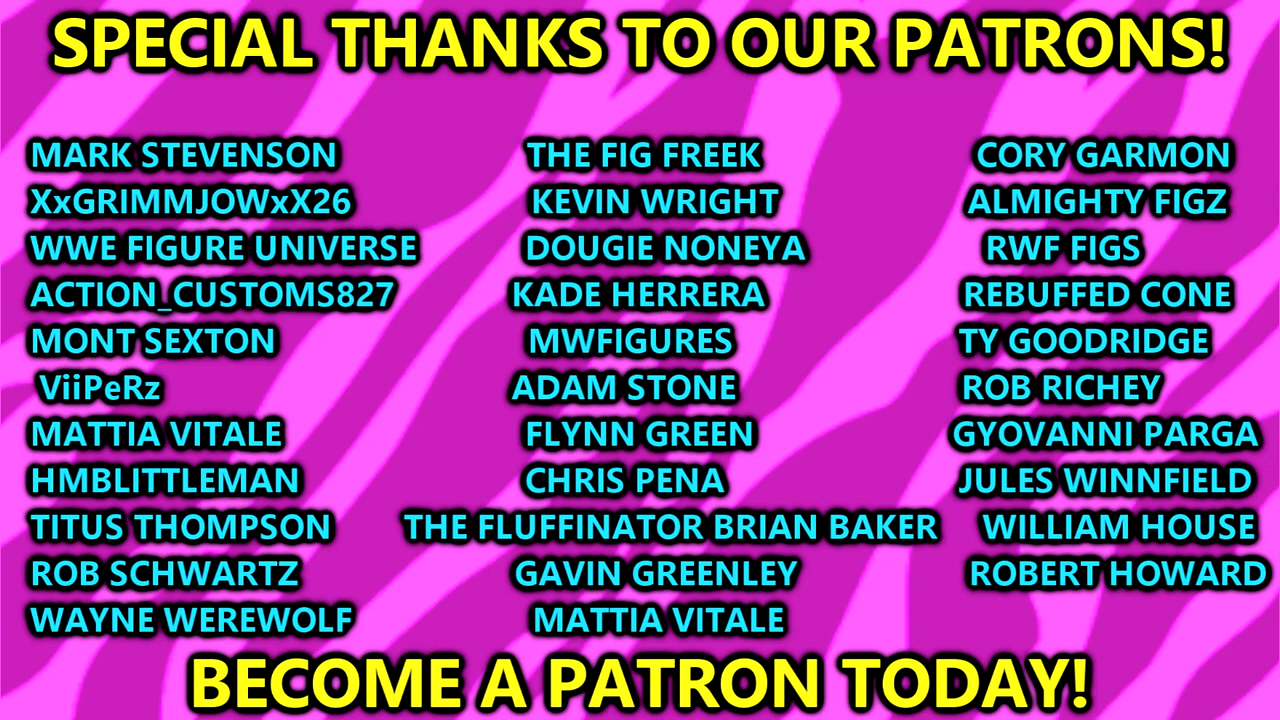 SPECIAL THANKS TO OUR PATRONS!
MARK STEVENSON THE FIG FREEK CORY GARMON
XxGRIMMJOWxX26 KEVIN WRIGHT ALMIGHTY FIGZ
WWE FIGURE UNIVERSE DOUGIE NONEYA RWF FIGS
ACTION_CUSTOMS827 KADE HERRERA REBUFFED CONE
MONT SEXTON MWFIGURES TY GOODRIDGE
ViiPeRz ADAM STONE ROB RICHEY
MATTIA VITALE FLYNN GREEN GYOVANNI PARGA
HMBLITTLEMAN CHRIS PENA JULES WINNFIELD
TITUS THOMPSON THE FLUFFINATOR BRIAN BAKER WILLIAM HOUSE
ROB SCHWARTZ GAVIN GREENLEY ROBERT HOWARD
WAYNE WEREWOLF MATTIA VITALE
BECOME A PATRON TODAY!